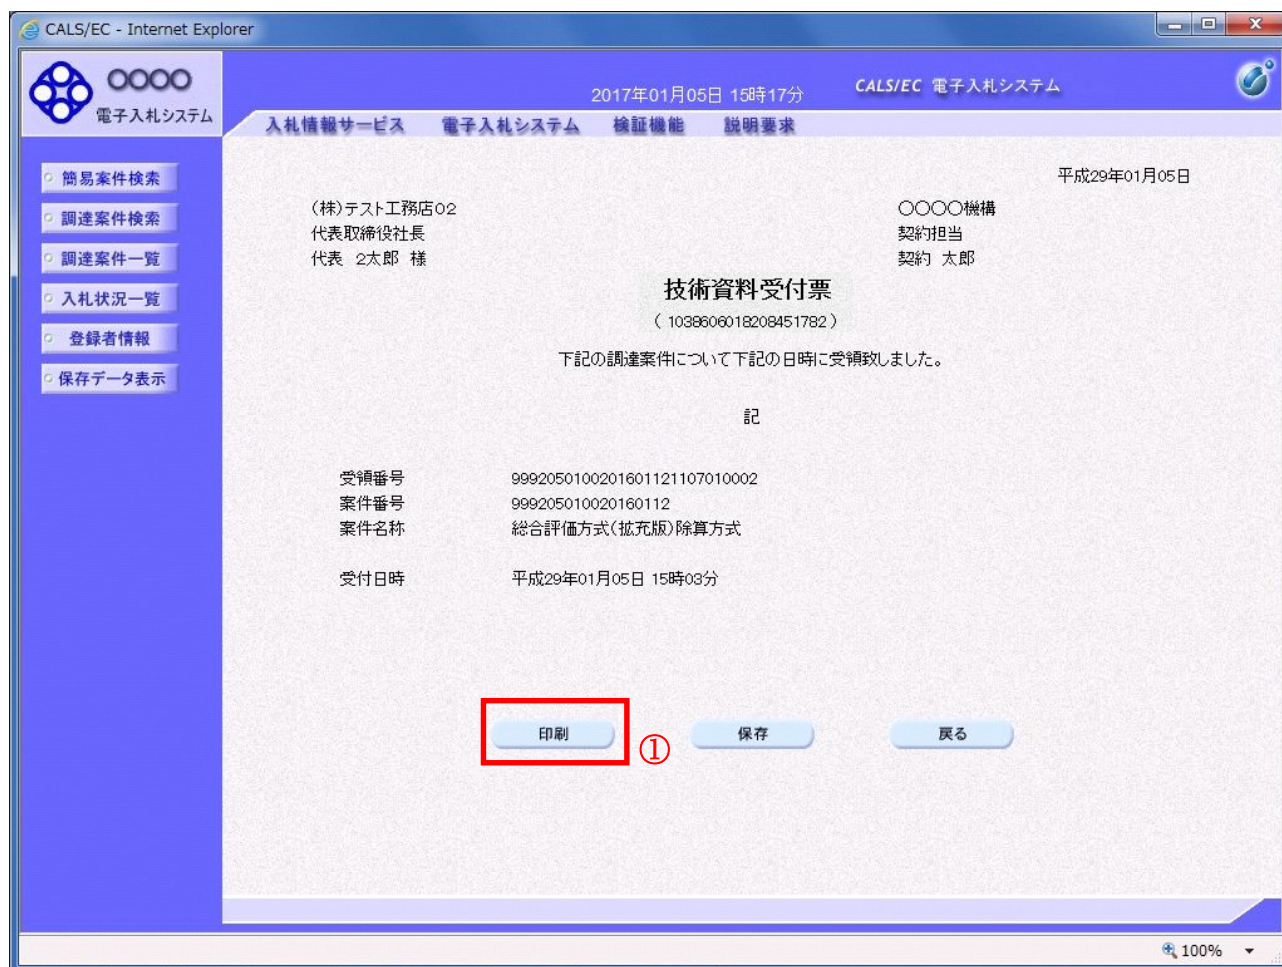 CALS/EC - Internet Explorer
〇〇〇〇
電子入札システム
2017年01月05日 15時17分
CALS/EC 電子入札システム
入札情報サービス 電子入札システム 検証機能 説明要求
簡易案件検索
調達案件検索
調達案件一覧
入札状況一覧
登録者情報
保存データ表示
平成29年01月05日
(株)テスト工務店02
代表取締役社長
代表 2太郎 様
〇〇〇〇機構
契約担当
契約 太郎
技術資料受付票
( 1038606018208451782 )
下記の調達案件について下記の日時に受領致しました。
記
受領番号 99920501002016011211070​10002
案件番号 999205010020160112
案件名称 総合評価方式(拡充版)除算方式
受付日時 平成29年01月05日 15時03分
印刷 ① 保存 戻る
100%